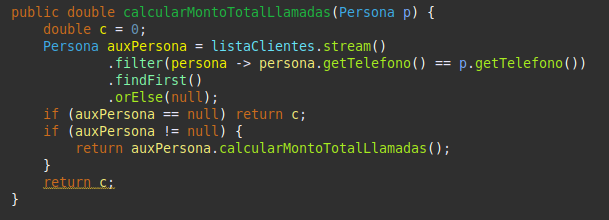 public double calcularMontoTotalLlamadas(Persona p) {
    double c = 0;
    Persona auxPersona = listaClientes.stream()
            .filter(persona -> persona.getTelefono() == p.getTelefono())
            .findFirst()
            .orElse(null);
    if (auxPersona == null) return c;
    if (auxPersona != null) {
        return auxPersona.calcularMontoTotalLlamadas();
    }
    return c;
}